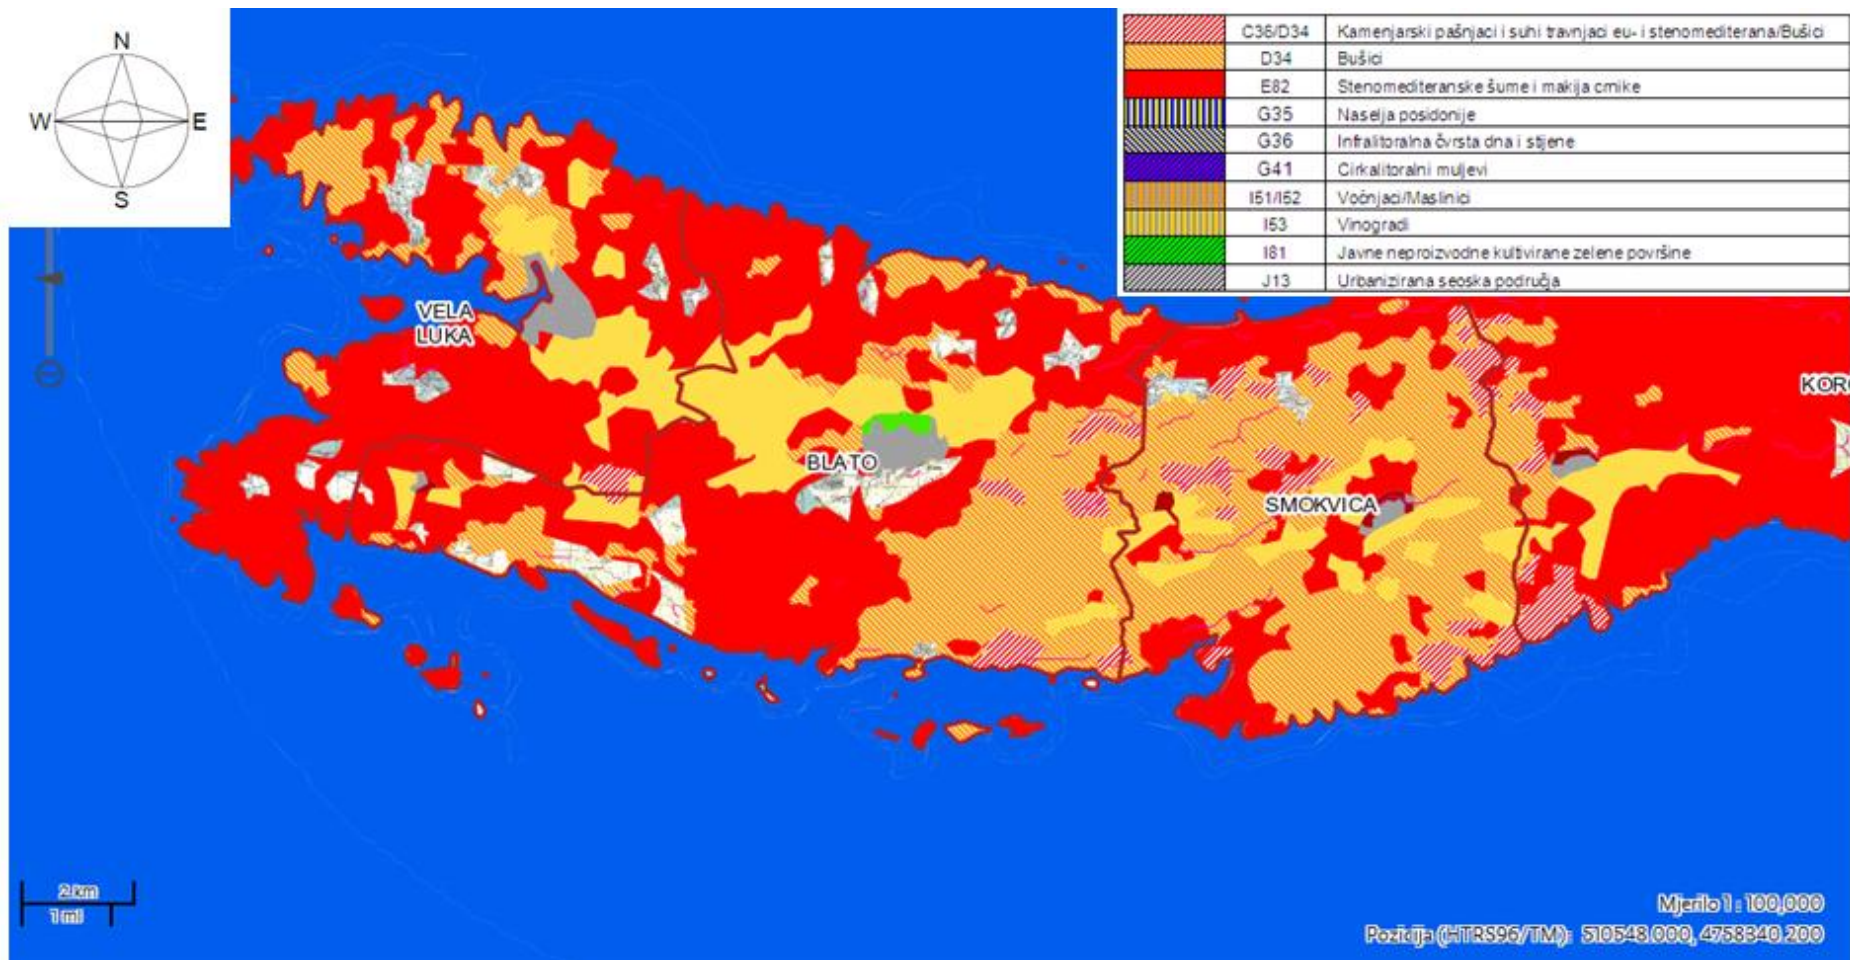 N
W E
S
C36/D34 Kamenjarski pašnjaci i suhi travnjaci eu- i stenomediterana/Bušici
D34 Bušici
E82 Stenomediteranske šume i makija crnike
G35 Naselja posidonije
G36 Infralitoralna čvrsta dna i stijene
G41 Cirkalitoralni muljevi
I51/I52 Voćnjaci/Maslinici
I53 Vinogradi
I81 Javne neproizvodne kultivirane zelene površine
J13 Urbanizirana seoska područja
VELA
LUKA
KOR
BLATO
SMOKVICA
2 km
1 mi
Mjerilo 1 : 100,000
Pozicija (HTRS96/TM): 510548.000, 4758340.200